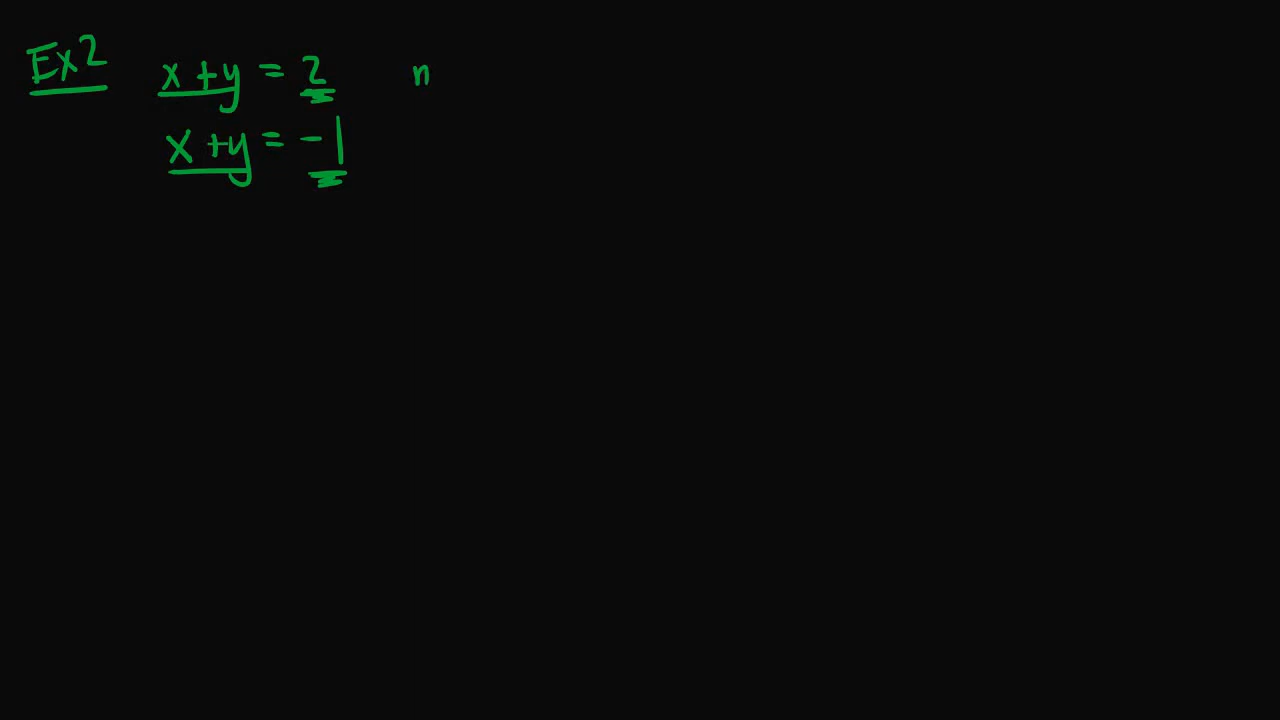 Ex2 x+y = 2 n
x+y = -1